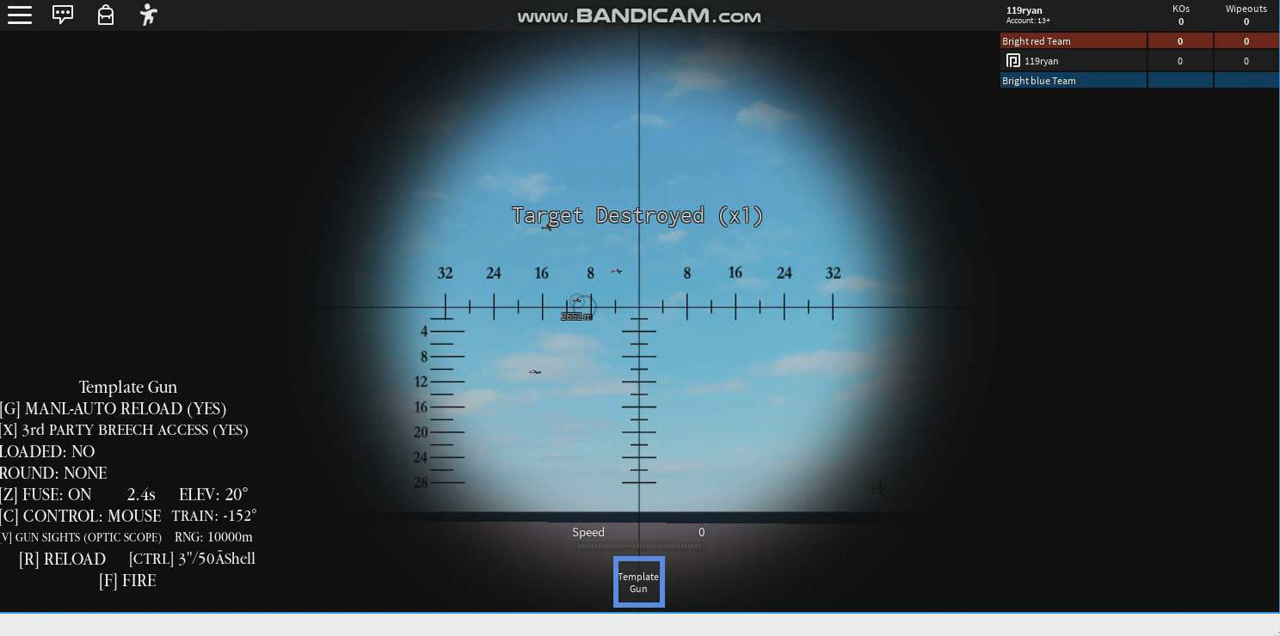 www.BANDICAM.com
119ryan
Account: 13+
KOs
0
Wipeouts
0
Bright red Team 0 0
119ryan 0 0
Bright blue Team
Target Destroyed (x1)
32 24 16 8 8 16 24 32
2652m
4
8
12
16
20
24
28
Template Gun
[G] MANL-AUTO RELOAD (YES)
[X] 3rd PARTY BREECH ACCESS (YES)
LOADED: NO
ROUND: NONE
[Z] FUSE: ON 2.4s ELEV: 20°
[C] CONTROL: MOUSE TRAIN: -152°
[V] GUN SIGHTS (OPTIC SCOPE) RNG: 10000m
[R] RELOAD [CTRL] 3"/50ĀShell
[F] FIRE
Speed 0
Template
Gun